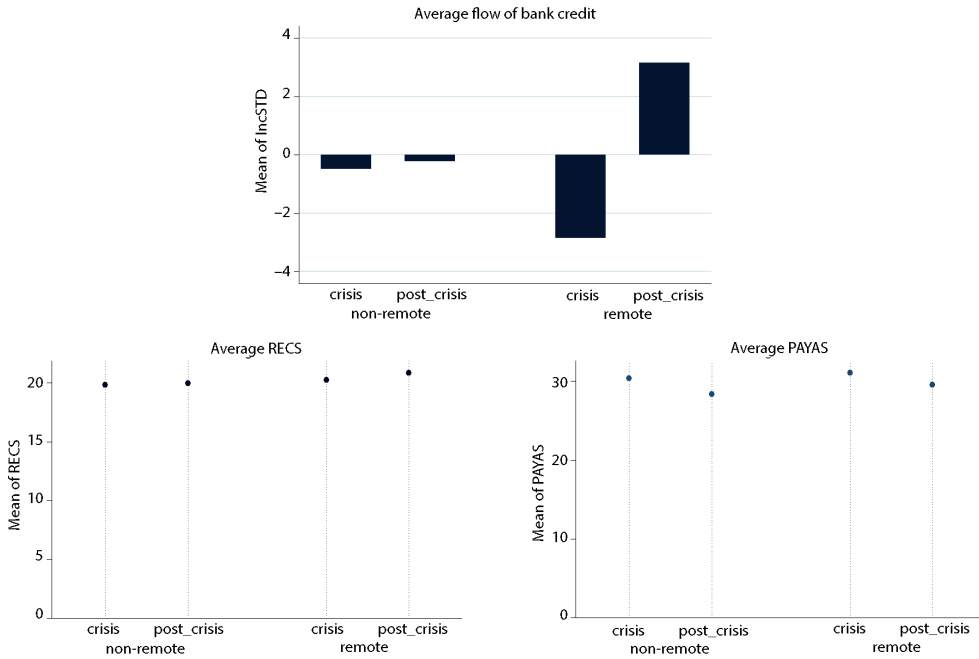 Average flow of bank credit
Mean of IncSTD
4
2
0
−2
−4
crisis post_crisis crisis post_crisis
non-remote remote
Average RECS
Mean of RECS
20
15
10
5
0
crisis post_crisis crisis post_crisis
non-remote remote
Average PAYAS
Mean of PAYAS
30
20
10
0
crisis post_crisis crisis post_crisis
non-remote remote